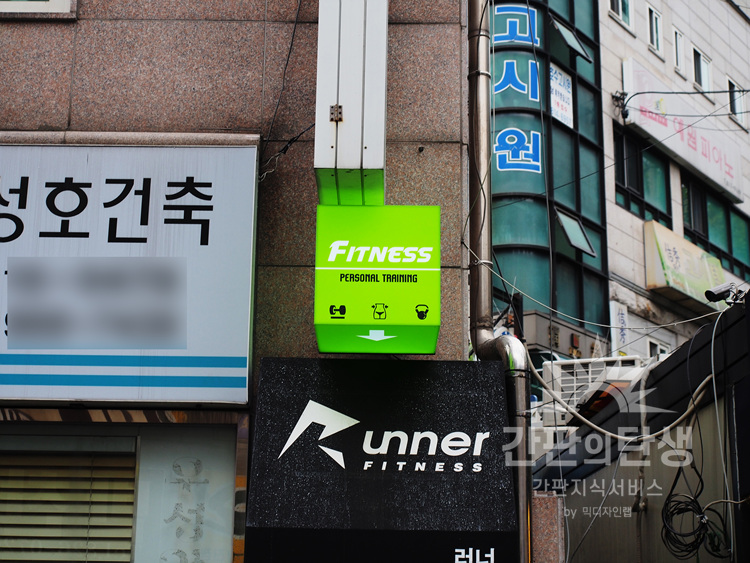 성호건축
FITNESS
PERSONAL TRAINING
고시원
Runner
FITNESS
러너
간판의탄생
간판지식서비스
by 믹디자인랩